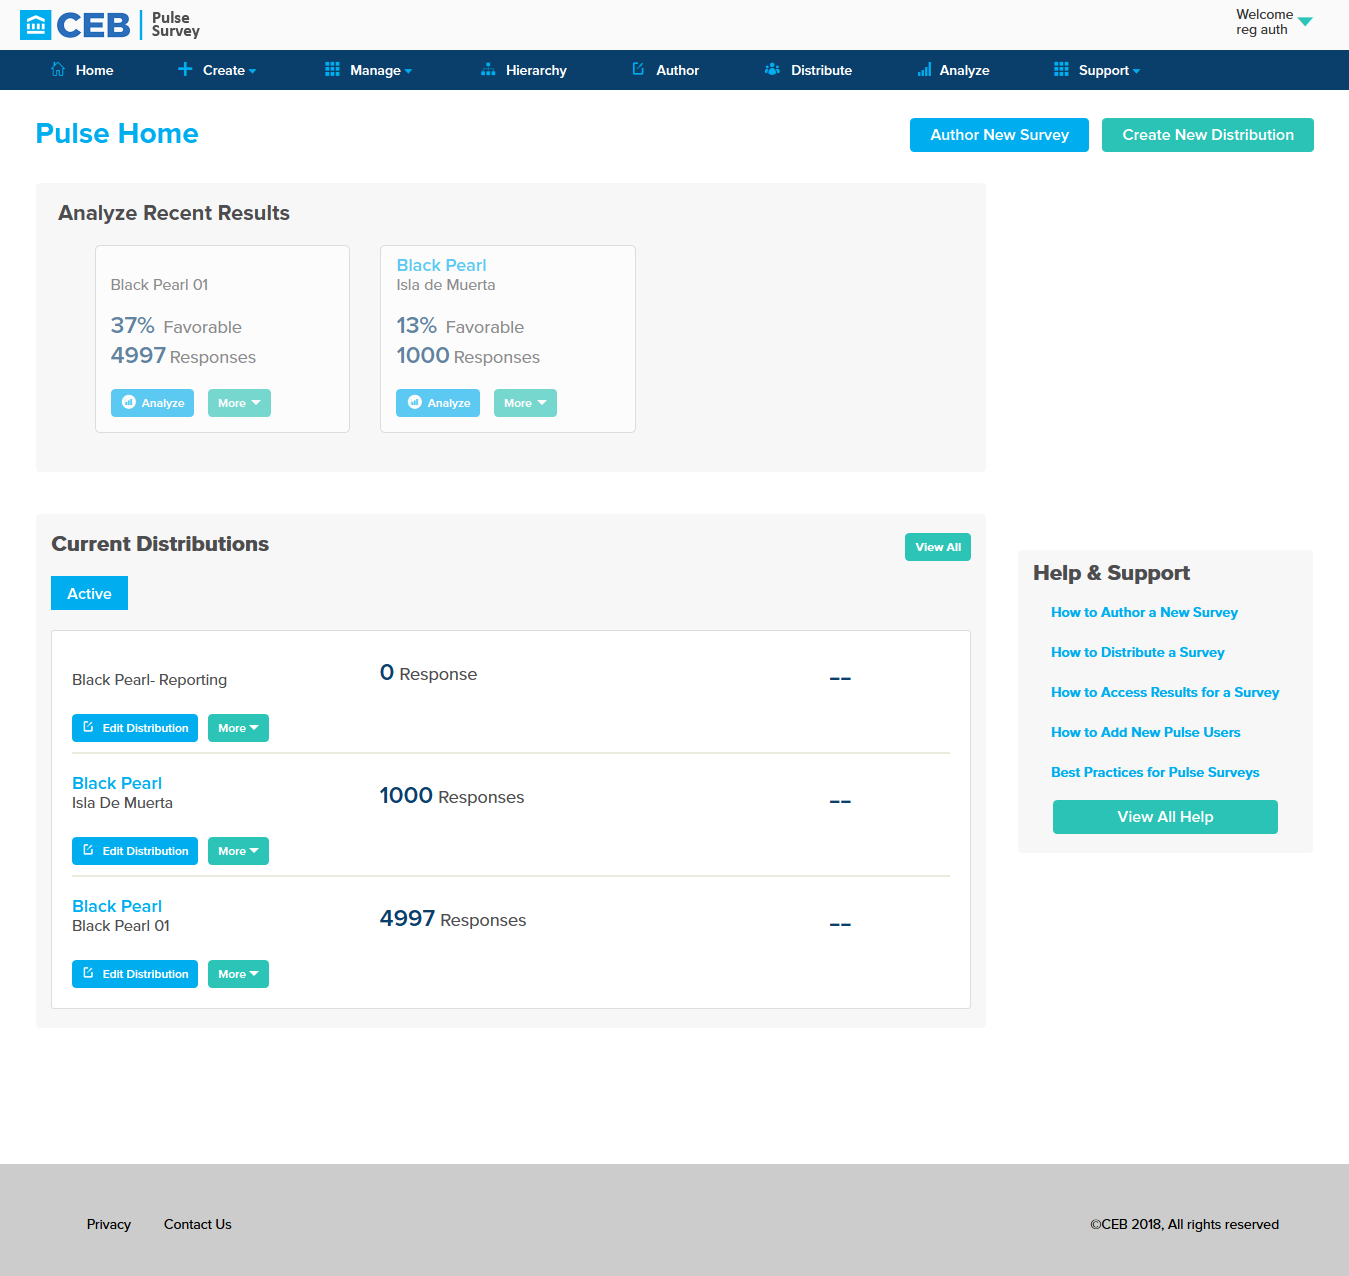 CEB
Pulse
Survey
Welcome
reg auth
Home
Create
Manage
Hierarchy
Author
Distribute
Analyze
Support
Pulse Home
Author New Survey
Create New Distribution
Analyze Recent Results
Black Pearl 01
37% Favorable
4997 Responses
Analyze
More
Black Pearl
Isla de Muerta
13% Favorable
1000 Responses
Analyze
More
Current Distributions
View All
Active
Black Pearl- Reporting
0 Response
--
Edit Distribution
More
Black Pearl
Isla De Muerta
1000 Responses
--
Edit Distribution
More
Black Pearl
Black Pearl 01
4997 Responses
--
Edit Distribution
More
Help & Support
How to Author a New Survey
How to Distribute a Survey
How to Access Results for a Survey
How to Add New Pulse Users
Best Practices for Pulse Surveys
View All Help
Privacy
Contact Us
©CEB 2018, All rights reserved